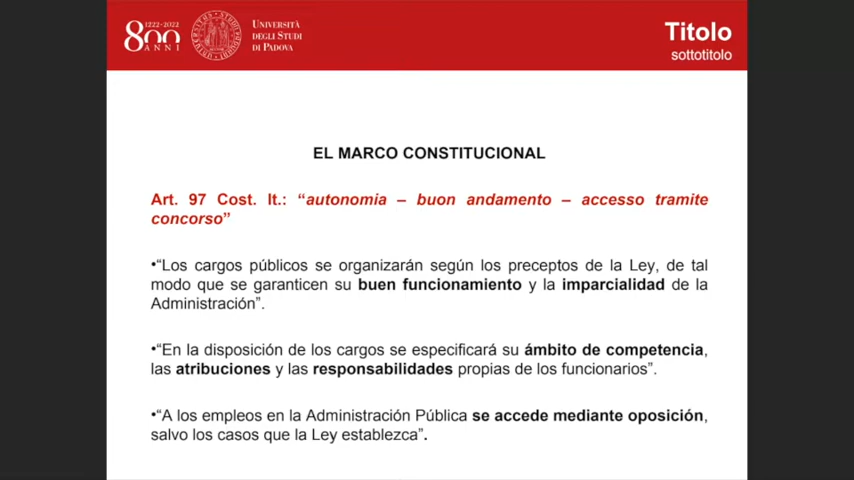 1222-2022
800
ANNI
UNIVERSITÀ
DEGLI STUDI
DI PADOVA
Titolo
sottotitolo
EL MARCO CONSTITUCIONAL
Art. 97 Cost. It.: “autonomia – buon andamento – accesso tramite
concorso”
•“Los cargos públicos se organizarán según los preceptos de la Ley, de tal
modo que se garanticen su buen funcionamiento y la imparcialidad de la
Administración”.
•“En la disposición de los cargos se especificará su ámbito de competencia,
las atribuciones y las responsabilidades propias de los funcionarios”.
•“A los empleos en la Administración Pública se accede mediante oposición,
salvo los casos que la Ley establezca”.